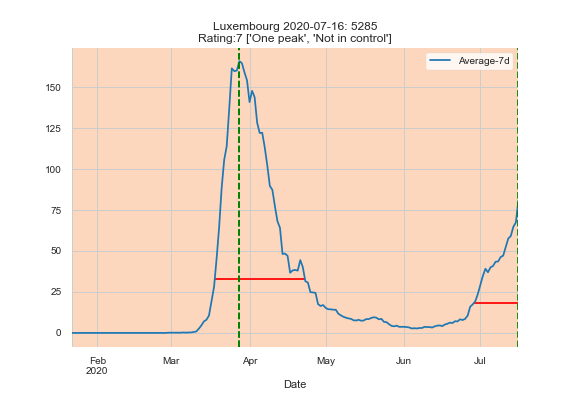 Luxembourg 2020-07-16: 5285
Rating:7 ['One peak', 'Not in control']
Average-7d
150
125
100
75
50
25
0
Feb
2020
Mar
Apr
May
Jun
Jul
Date